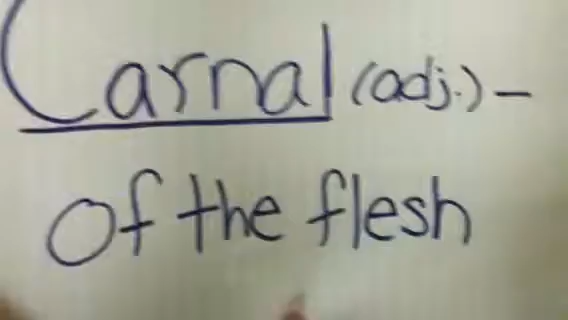 Carnal (adj.) –
Of the flesh